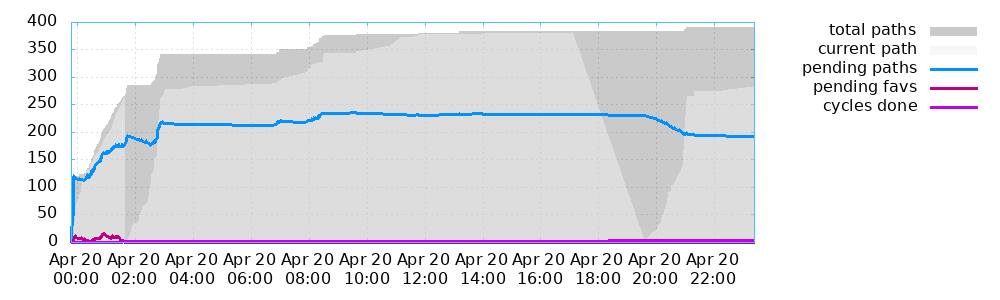 400
350
300
250
200
150
100
50
0
Apr 20 Apr 20 Apr 20 Apr 20 Apr 20 Apr 20 Apr 20 Apr 20 Apr 20 Apr 20 Apr 20 Apr 20
00:00 02:00 04:00 06:00 08:00 10:00 12:00 14:00 16:00 18:00 20:00 22:00
total paths
current path
pending paths
pending favs
cycles done